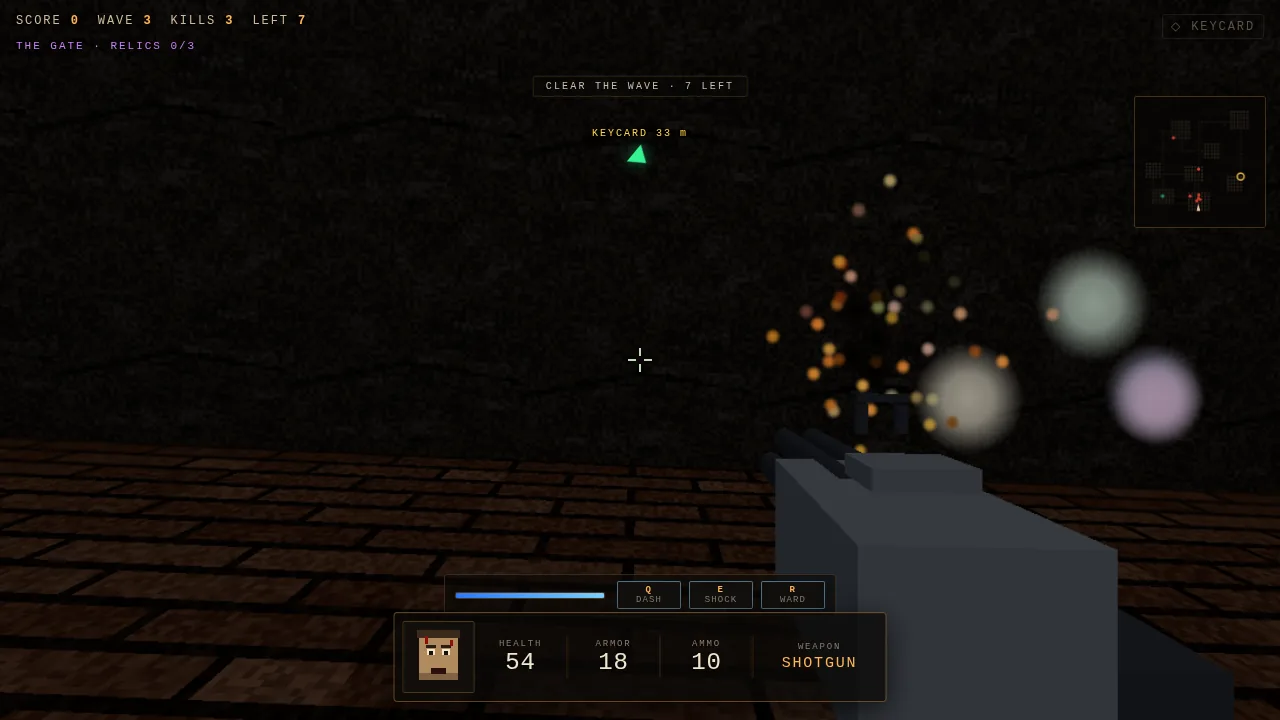 SCORE 0 WAVE 3 KILLS 3 LEFT 7
◇ KEYCARD
THE GATE · RELICS 0/3
CLEAR THE WAVE · 7 LEFT
KEYCARD 33 m
Q
DASH
E
SHOCK
R
WARD
HEALTH
54
ARMOR
18
AMMO
10
WEAPON
SHOTGUN